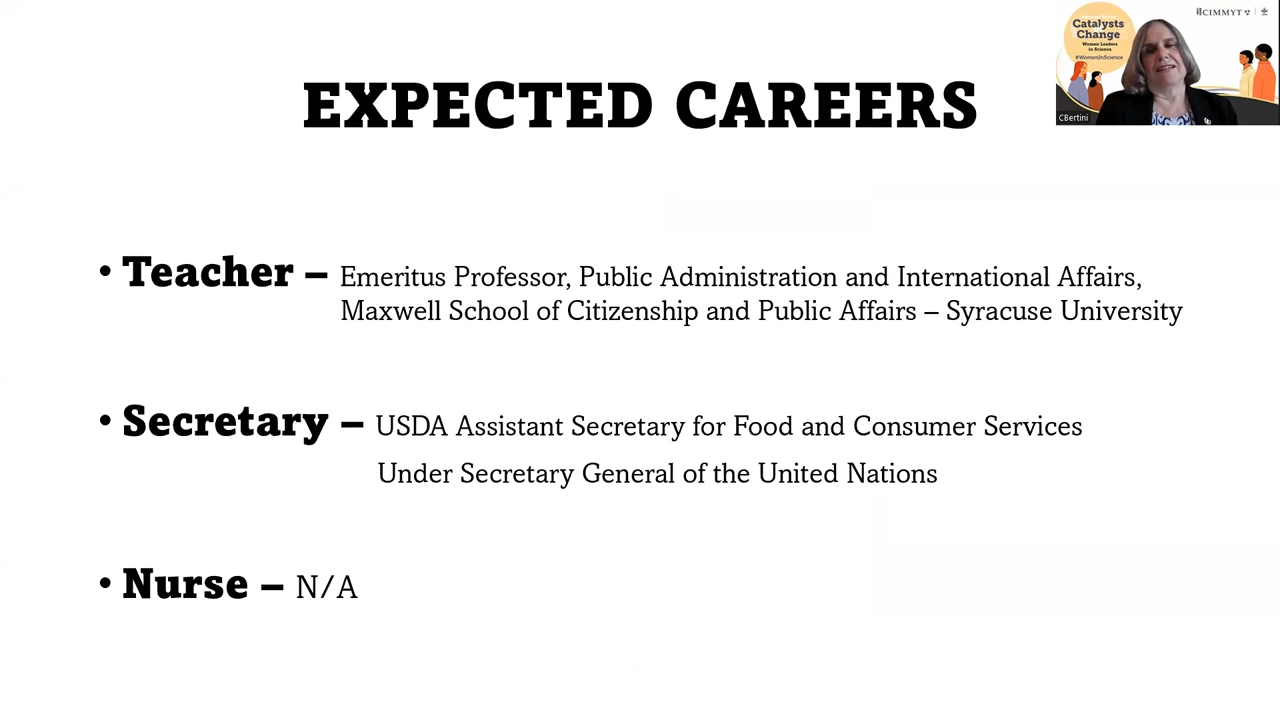 EXPECTED CAREERS
• Teacher – Emeritus Professor, Public Administration and International Affairs,
Maxwell School of Citizenship and Public Affairs – Syracuse University
• Secretary – USDA Assistant Secretary for Food and Consumer Services
Under Secretary General of the United Nations
• Nurse – N/A
Catalysts
Change
Women Leaders
in Science
#WomenInScience
CIMMYT
CBertini